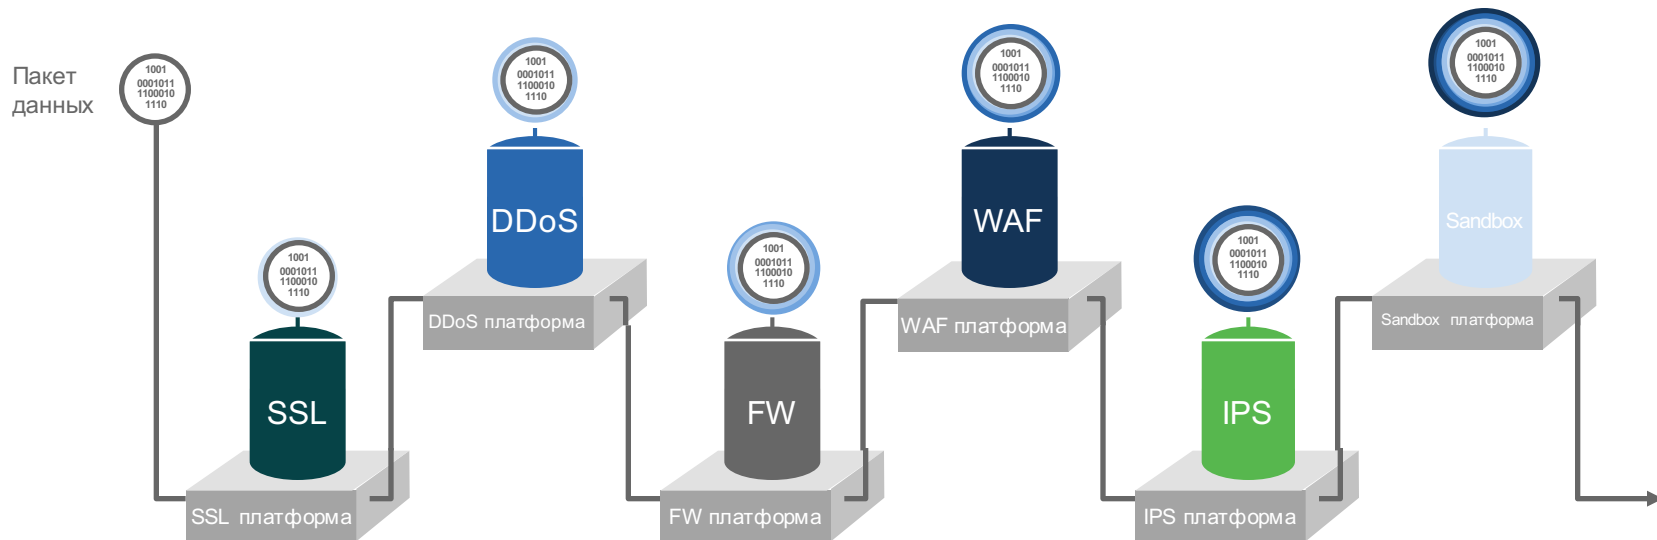 Пакет
данных
1001
0001011
1100010
1110
1001
0001011
1100010
1110
SSL
SSL платформа
1001
0001011
1100010
1110
DDoS
DDoS платформа
1001
0001011
1100010
1110
FW
FW платформа
1001
0001011
1100010
1110
WAF
WAF платформа
1001
0001011
1100010
1110
IPS
IPS платформа
1001
0001011
1100010
1110
Sandbox
Sandbox платформа